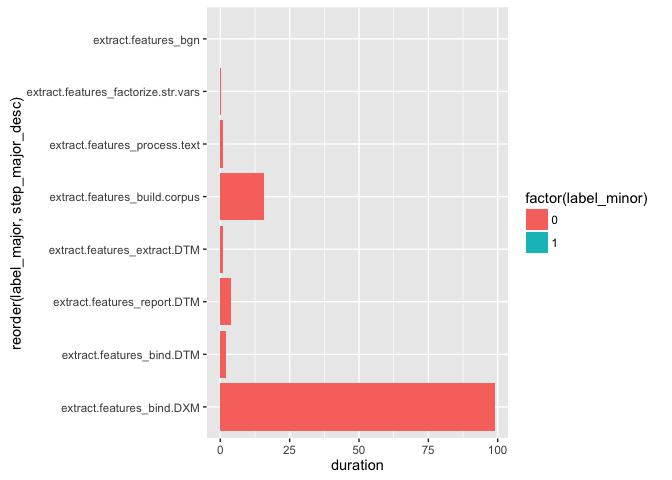 extract.features_bgn
extract.features_factorize.str.vars
extract.features_process.text
extract.features_build.corpus
extract.features_extract.DTM
extract.features_report.DTM
extract.features_bind.DTM
extract.features_bind.DXM
reorder(label_major, step_major_desc)
0 25 50 75 100
duration
factor(label_minor)
0
1